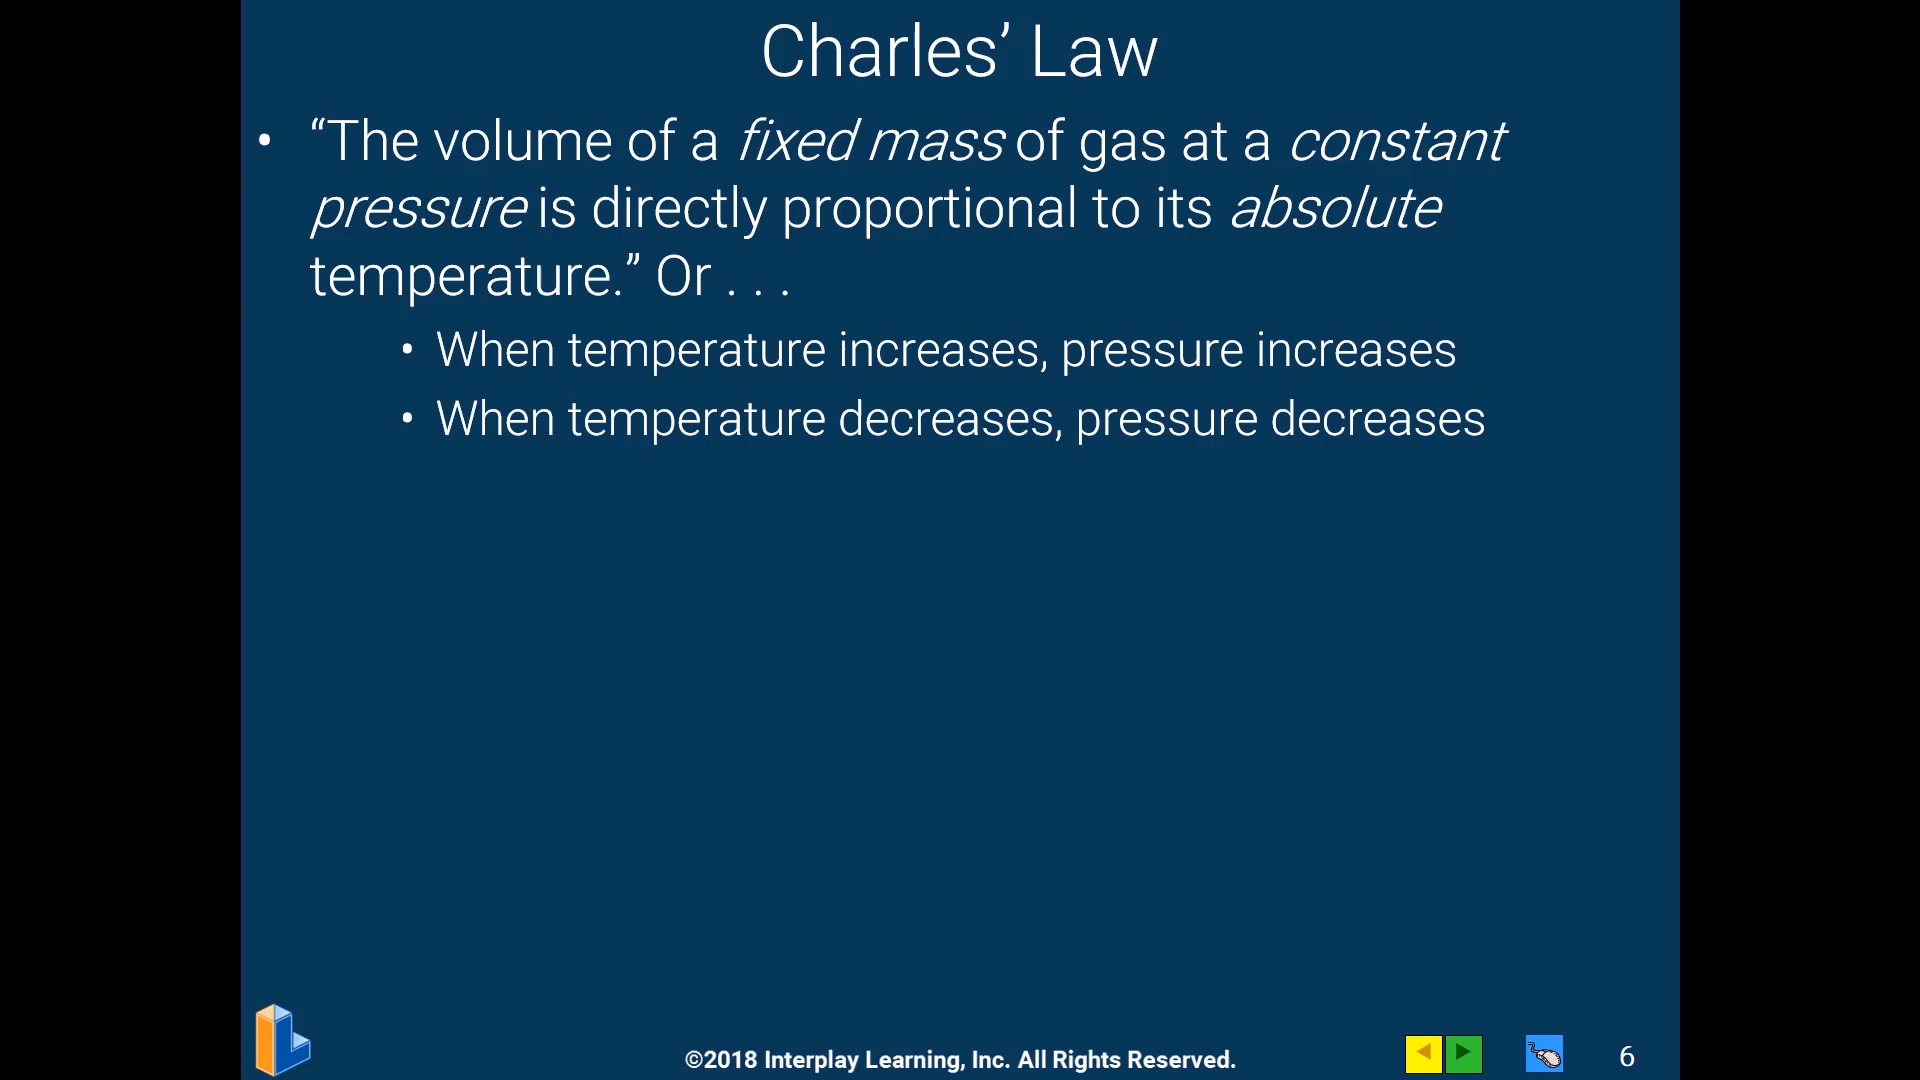 Charles’ Law
• “The volume of a fixed mass of gas at a constant
pressure is directly proportional to its absolute
temperature.” Or . . .
• When temperature increases, pressure increases
• When temperature decreases, pressure decreases
©2018 Interplay Learning, Inc. All Rights Reserved.
6